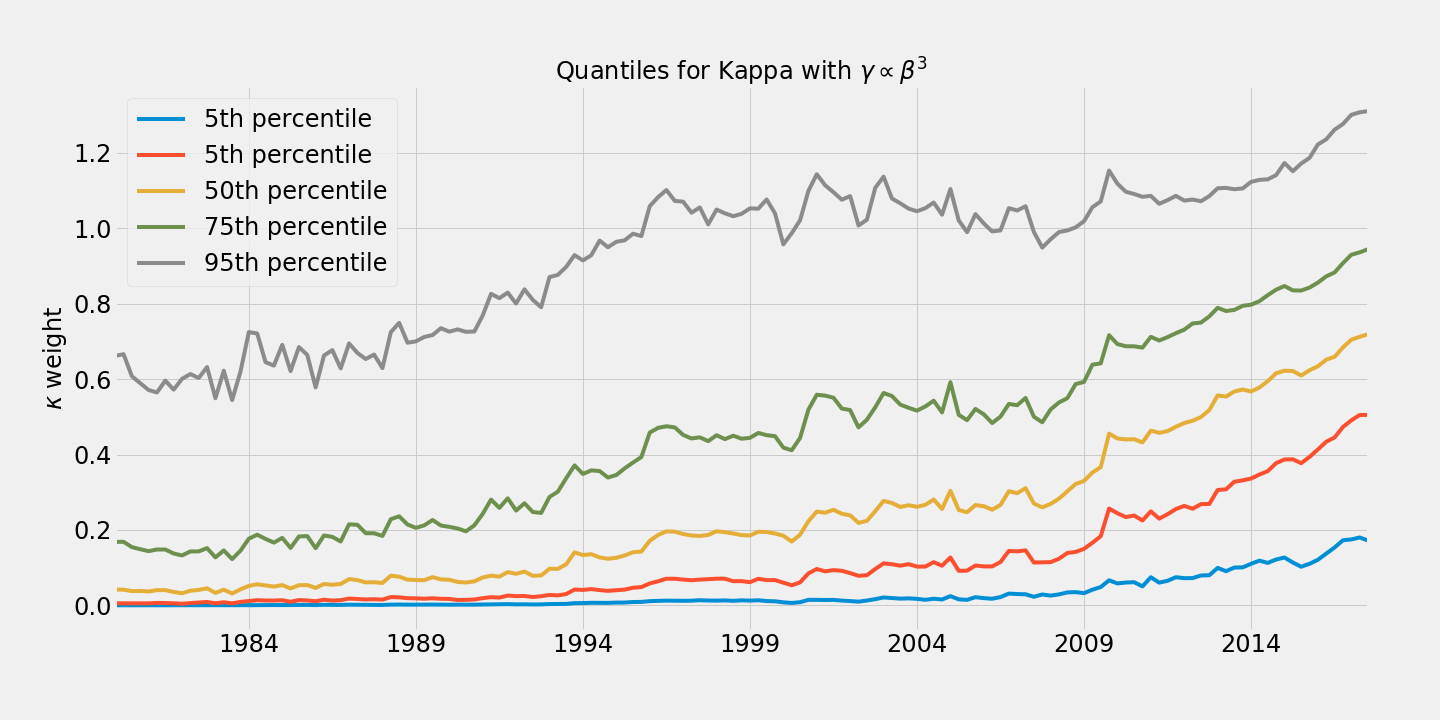 Quantiles for Kappa with γ ∝ β³
5th percentile
5th percentile
50th percentile
75th percentile
95th percentile
κ weight
1.2
1.0
0.8
0.6
0.4
0.2
0.0
1984 1989 1994 1999 2004 2009 2014